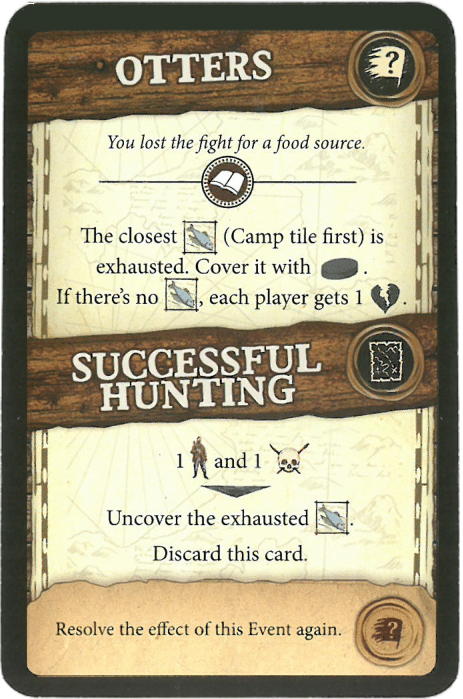 OTTERS
?
You lost the fight for a food source.
The closest (Camp tile first) is
exhausted. Cover it with .
If there's no , each player gets 1 .
SUCCESSFUL
HUNTING
1 and 1
Uncover the exhausted .
Discard this card.
Resolve the effect of this Event again.
?